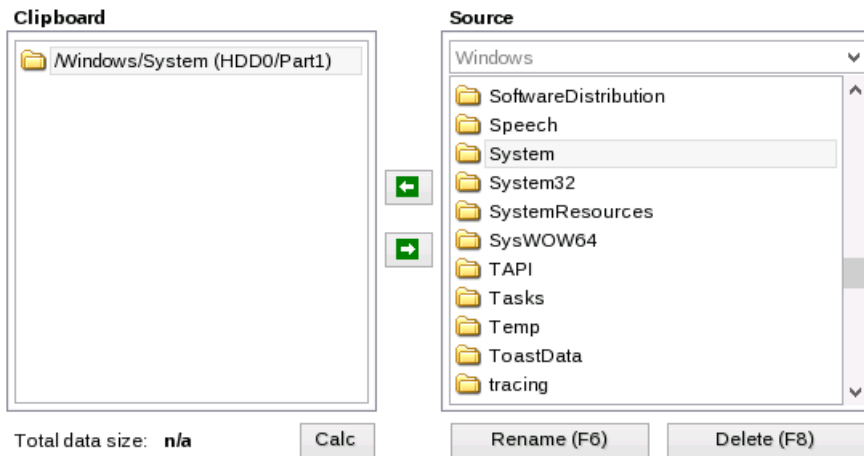 Clipboard
/Windows/System (HDD0/Part1)
Total data size: n/a
Calc
Source
Windows
SoftwareDistribution
Speech
System
System32
SystemResources
SysWOW64
TAPI
Tasks
Temp
ToastData
tracing
Rename (F6)
Delete (F8)